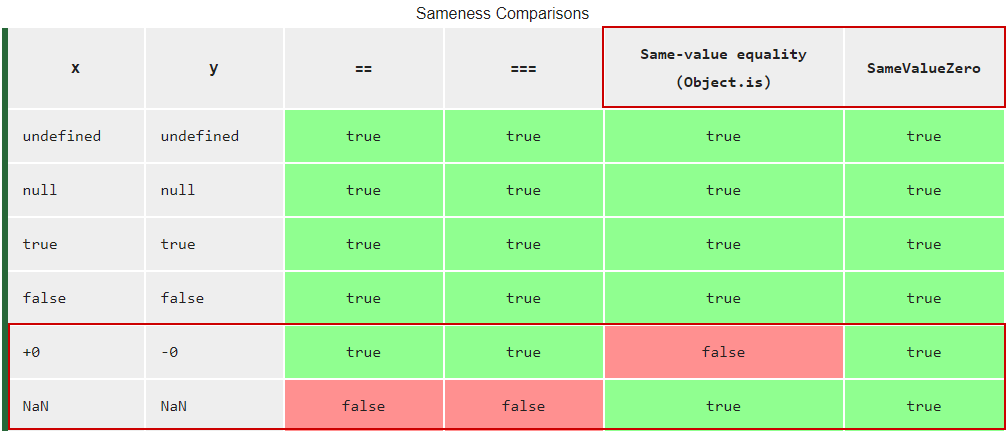 Sameness Comparisons
x y == === Same-value equality (Object.is) SameValueZero
undefined undefined true true true true
null null true true true true
true true true true true true
false false true true true true
+0 -0 true true false true
NaN NaN false false true true